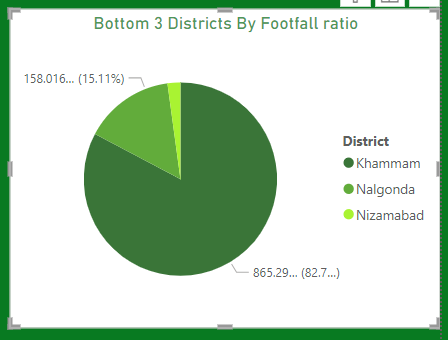 Bottom 3 Districts By Footfall ratio
158.016... (15.11%)
District
Khammam
Nalgonda
Nizamabad
865.29... (82.7...)